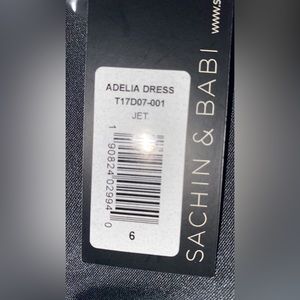 ADELIA DRESS
T17D07-001
JET
1 90824 02994 0
6
SACHIN & BABI
www.s